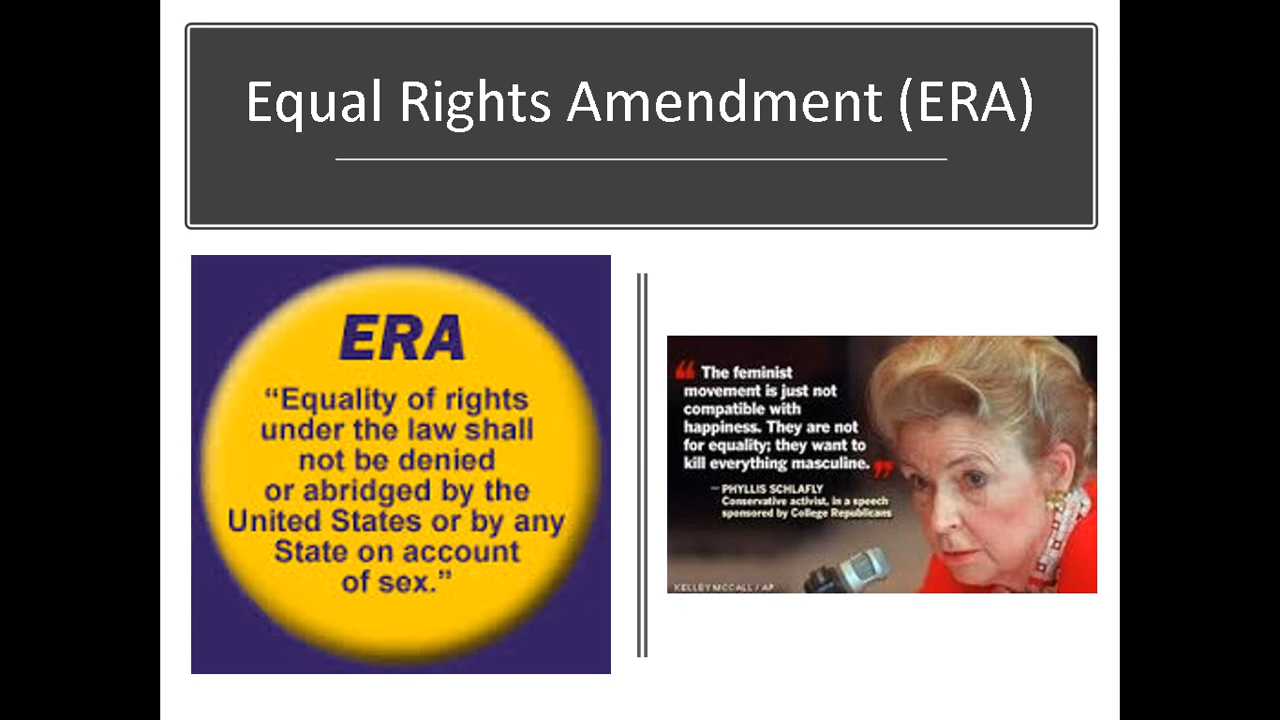 Equal Rights Amendment (ERA)
ERA
“Equality of rights
under the law shall
not be denied
or abridged by the
United States or by any
State on account
of sex.”
“ The feminist
movement is just not
compatible with
happiness. They are not
for equality; they want to
kill everything masculine. ”
— PHYLLIS SCHLAFLY
Conservative activist, in a speech
sponsored by College Republicans
KELLEY MCCALL / AP